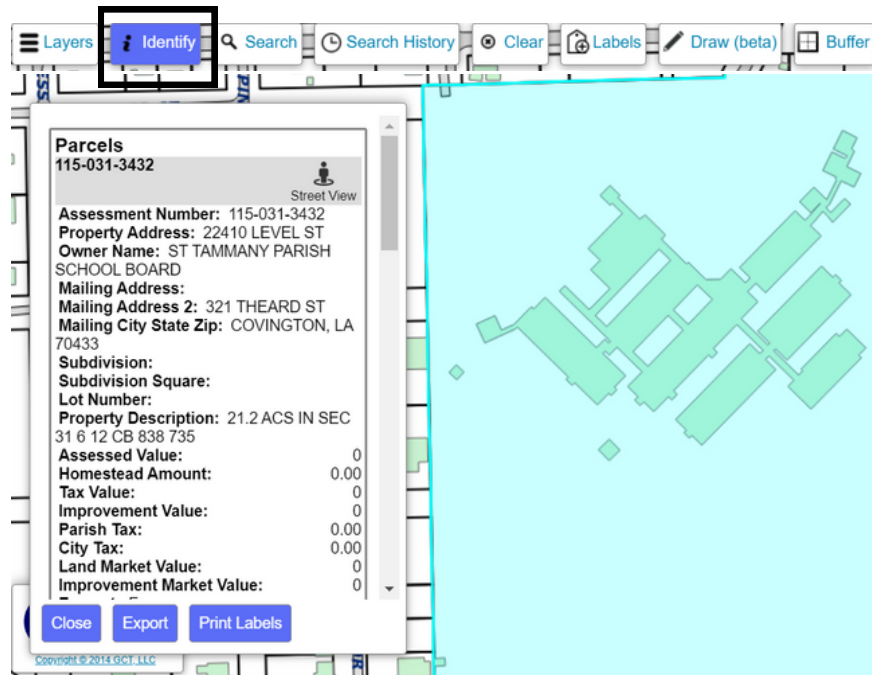 Layers
Identify
Search
Search History
Clear
Labels
Draw (beta)
Buffer
Parcels
115-031-3432
Street View
Assessment Number: 115-031-3432
Property Address: 22410 LEVEL ST
Owner Name: ST TAMMANY PARISH
SCHOOL BOARD
Mailing Address:
Mailing Address 2: 321 THEARD ST
Mailing City State Zip: COVINGTON, LA
70433
Subdivision:
Subdivision Square:
Lot Number:
Property Description: 21.2 ACS IN SEC
31 6 12 CB 838 735
Assessed Value: 0
Homestead Amount: 0.00
Tax Value: 0
Improvement Value: 0
Parish Tax: 0.00
City Tax: 0.00
Land Market Value: 0
Improvement Market Value: 0
Close
Export
Print Labels
Copyright © 2014 GCT, LLC